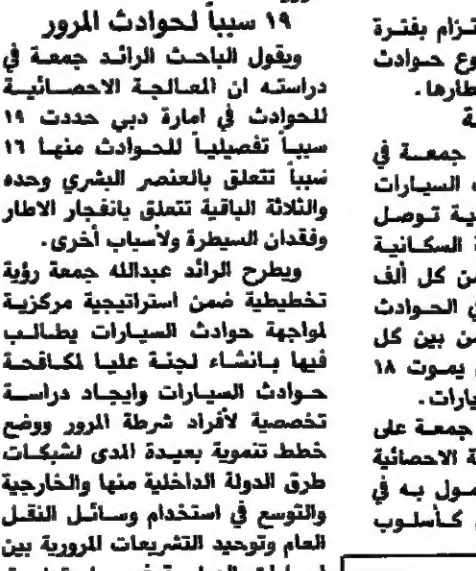 ١٩ سبباً لحوادث المرور
ويقول الباحث الرائد جمعة في
دراسته ان المعالجة الاحصائية
للحوادث في امارة دبي حددت ١٩
سبباً تفصيلياً للحوادث منها ١٦
سبباً تتعلق بالعنصر البشري وحده
والثلاثة الباقية تتعلق بانفجار الاطار
وفقدان السيطرة ولأسباب أخرى.
ويطرح الرائد عبدالله جمعة رؤية
تخطيطية ضمن استراتيجية مركزية
لمواجهة حوادث السيارات يطالب
فيها بانشاء لجنة عليا لمكافحة
حوادث السيارات وايجاد دراسة
تخصصية لأفراد شرطة المرور ووضع
خطط تنموية بعيدة المدى لشبكات
طرق الدولة الداخلية منها والخارجية
والتوسع في استخدام وسائل النقل
العام وتوحيد التشريعات المرورية بين
تزام بفترة
وع حوادث
طارها.
ة
جمعة في
ث السيارات
ية توصل
ة السكانية
من كل ألف
ي الحوادث
من بين كل
يموت ١٨
يارات.
جمعة على
ة الاحصائية
مول به في
كأسلوب